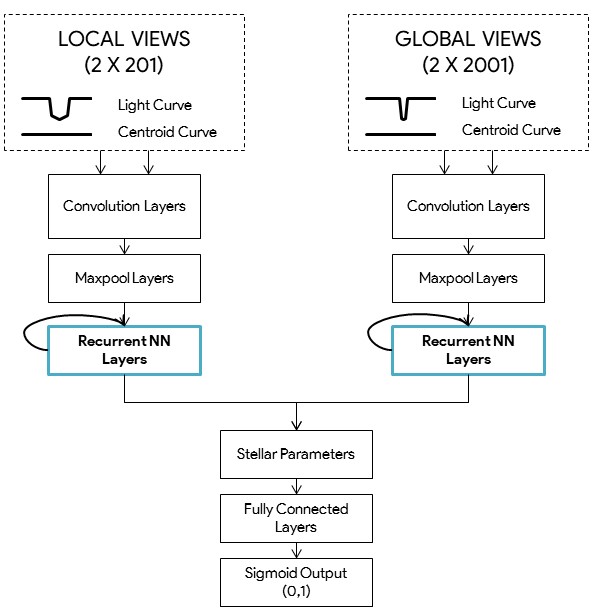 LOCAL VIEWS
(2 X 201)
Light Curve
Centroid Curve
Convolution Layers
Maxpool Layers
Recurrent NN
Layers
GLOBAL VIEWS
(2 X 2001)
Light Curve
Centroid Curve
Convolution Layers
Maxpool Layers
Recurrent NN
Layers
Stellar Parameters
Fully Connected
Layers
Sigmoid Output
(0,1)